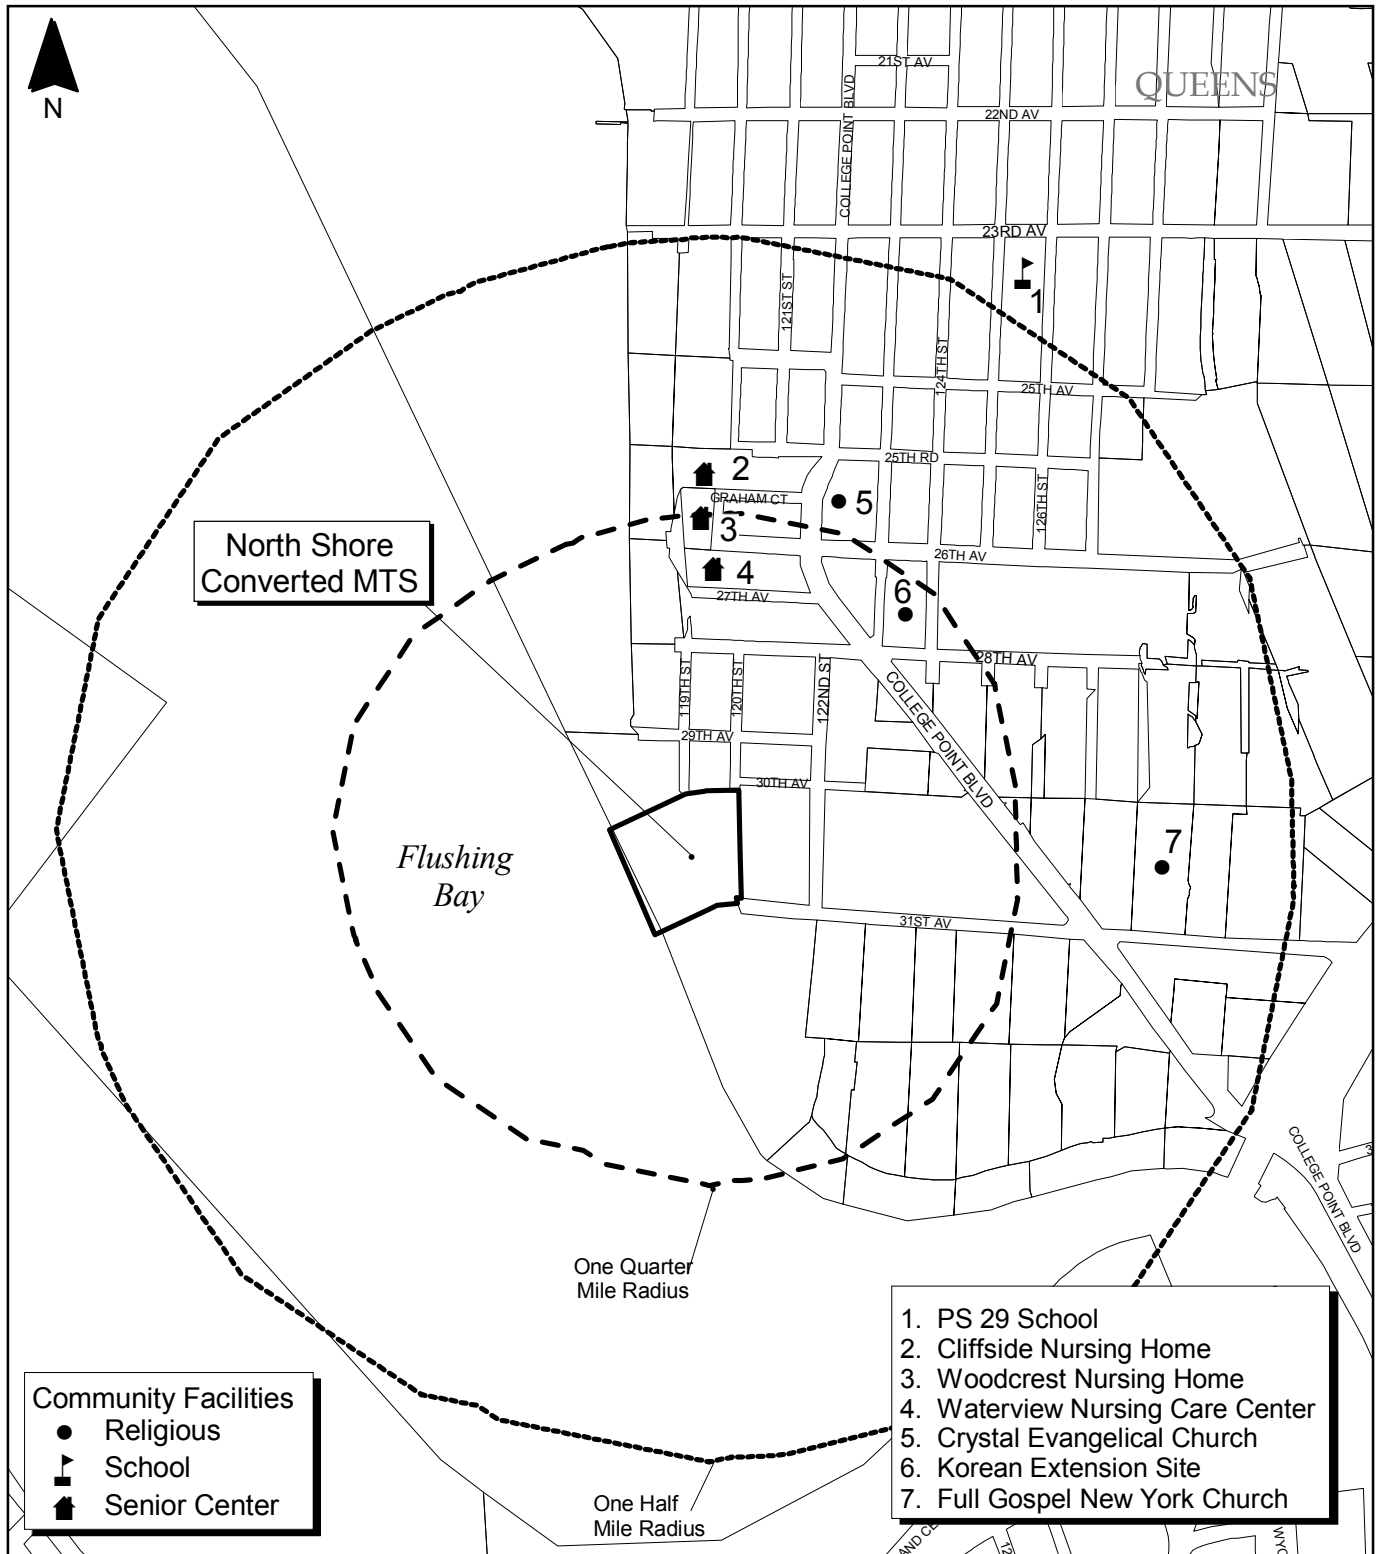 N
QUEENS
21ST AV
COLLEGE POINT BLVD
22ND AV
23RD AV
1
121ST ST
124TH ST
25TH AV
25TH RD
2
GRAHAM CT
5
126TH ST
3
26TH AV
North Shore
Converted MTS
4
27TH AV
6
28TH AV
119TH ST
120TH ST
122ND ST
COLLEGE POINT BLVD
29TH AV
30TH AV
7
Flushing
Bay
31ST AV
COLLEGE POINT BLVD
One Quarter
Mile Radius
1. PS 29 School
2. Cliffside Nursing Home
3. Woodcrest Nursing Home
4. Waterview Nursing Care Center
5. Crystal Evangelical Church
6. Korean Extension Site
7. Full Gospel New York Church
Community Facilities
Religious
School
Senior Center
One Half
Mile Radius